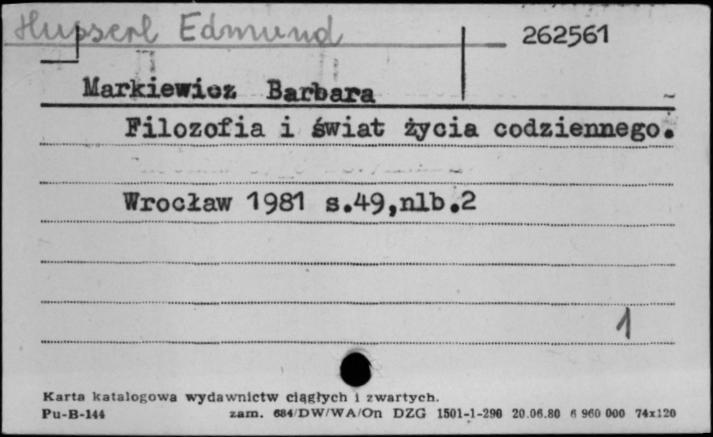 Husserl Edmund
262561
Markiewicz Barbara
Filozofia i świat życia codziennego.
Wrocław 1981 s.49,nlb.2
1
Karta katalogowa wydawnictw ciągłych i zwartych.
Pu-B-144 zam. 684/DW/WA/On DZG 1501-1-290 20.06.80 6 960 000 74x120